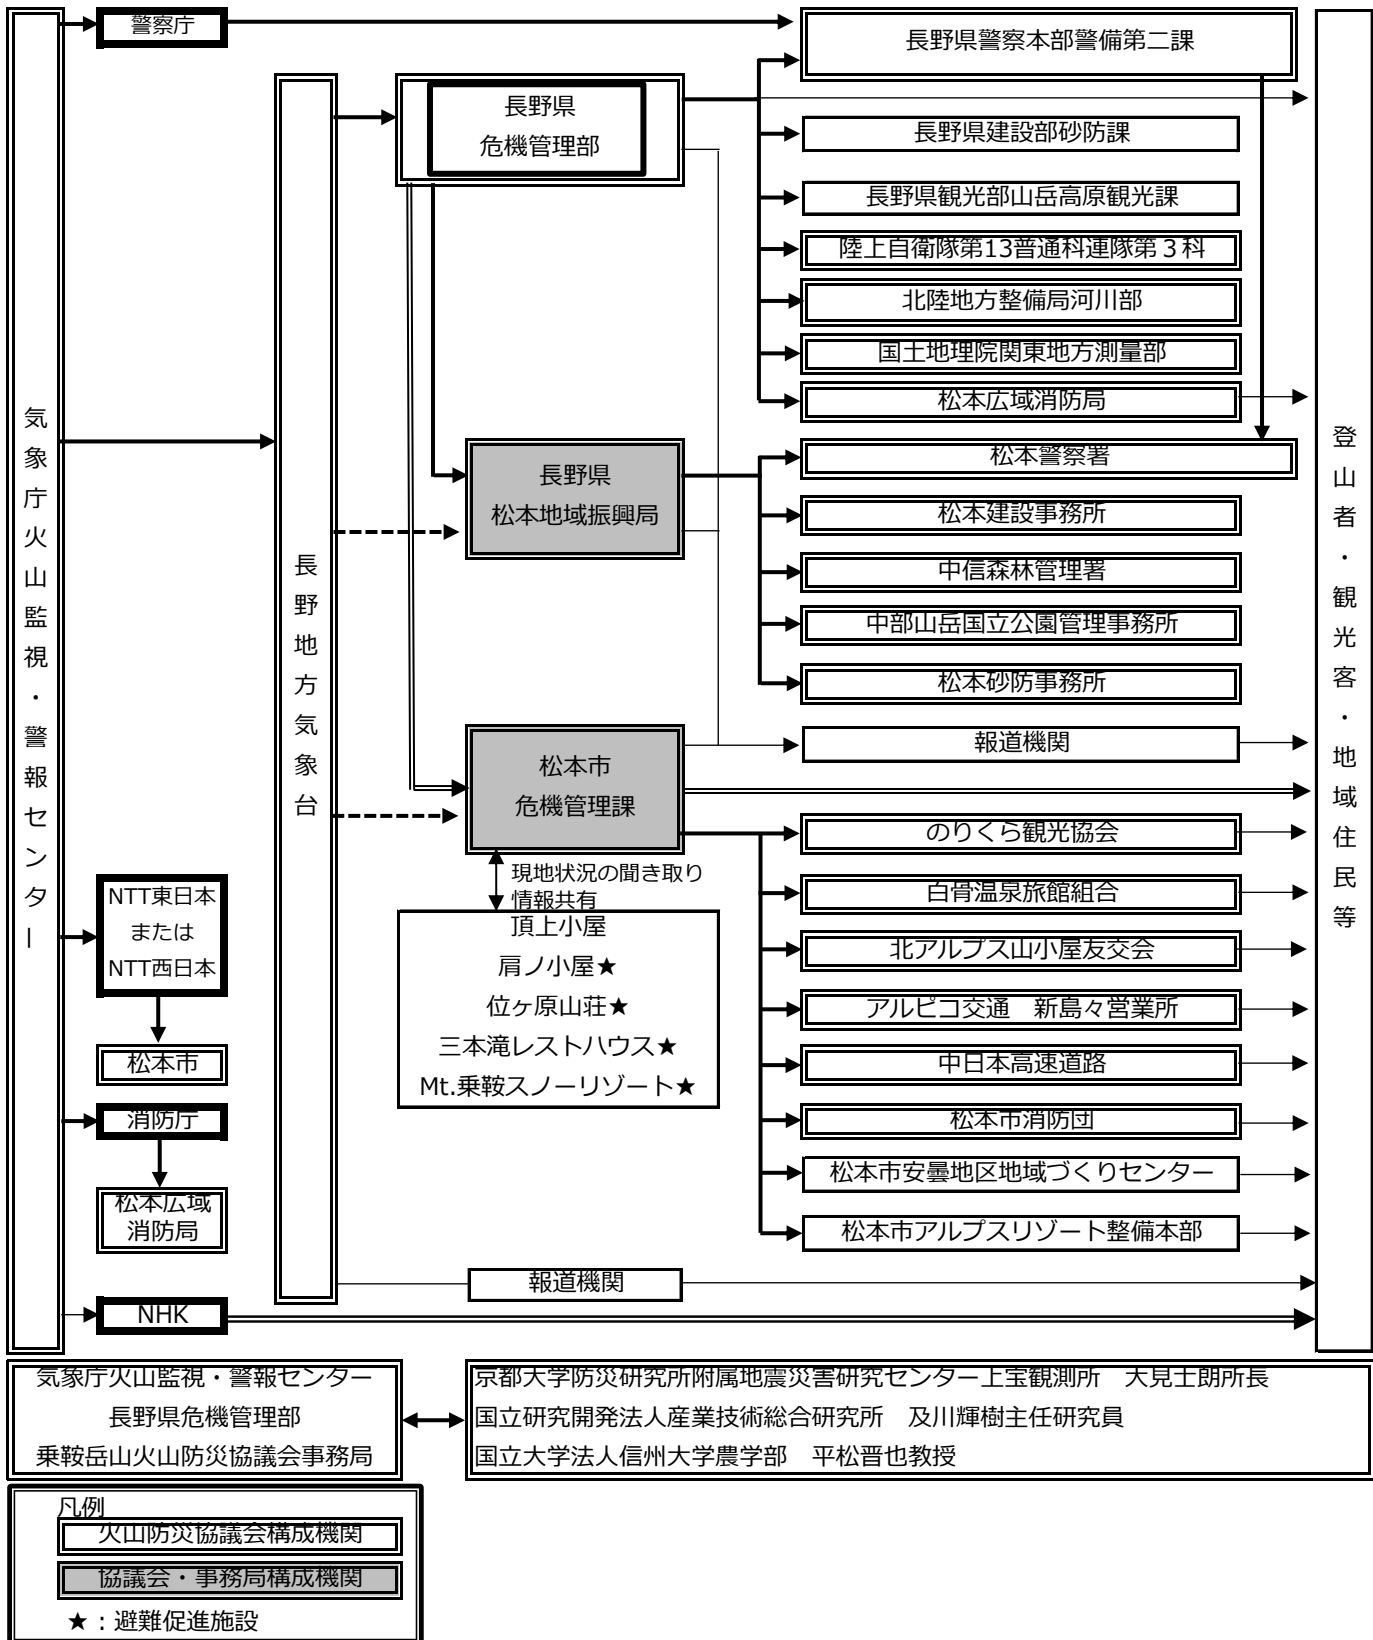 気象庁火山監視・警報センター
警察庁
NTT東日本
または
NTT西日本
松本市
消防庁
松本広域
消防局
NHK
長野地方気象台
長野県
危機管理部
長野県
松本地域振興局
松本市
危機管理課
現地状況の聞き取り
情報共有
頂上小屋
肩ノ小屋★
位ヶ原山荘★
三本滝レストハウス★
Mt.乗鞍スノーリゾート★
報道機関
長野県警察本部警備第二課
長野県建設部砂防課
長野県観光部山岳高原観光課
陸上自衛隊第13普通科連隊第3科
北陸地方整備局河川部
国土地理院関東地方測量部
松本広域消防局
松本警察署
松本建設事務所
中信森林管理署
中部山岳国立公園管理事務所
松本砂防事務所
報道機関
のりくら観光協会
白骨温泉旅館組合
北アルプス山小屋友交会
アルピコ交通　新島々営業所
中日本高速道路
松本市消防団
松本市安曇地区地域づくりセンター
松本市アルプスリゾート整備本部
登山者・観光客・地域住民等
気象庁火山監視・警報センター
長野県危機管理部
乗鞍岳山火山防災協議会事務局
京都大学防災研究所附属地震災害研究センター上宝観測所　大見士朗所長
国立研究開発法人産業技術総合研究所　及川輝樹主任研究員
国立大学法人信州大学農学部　平松晋也教授
凡例
火山防災協議会構成機関
協議会・事務局構成機関
★：避難促進施設